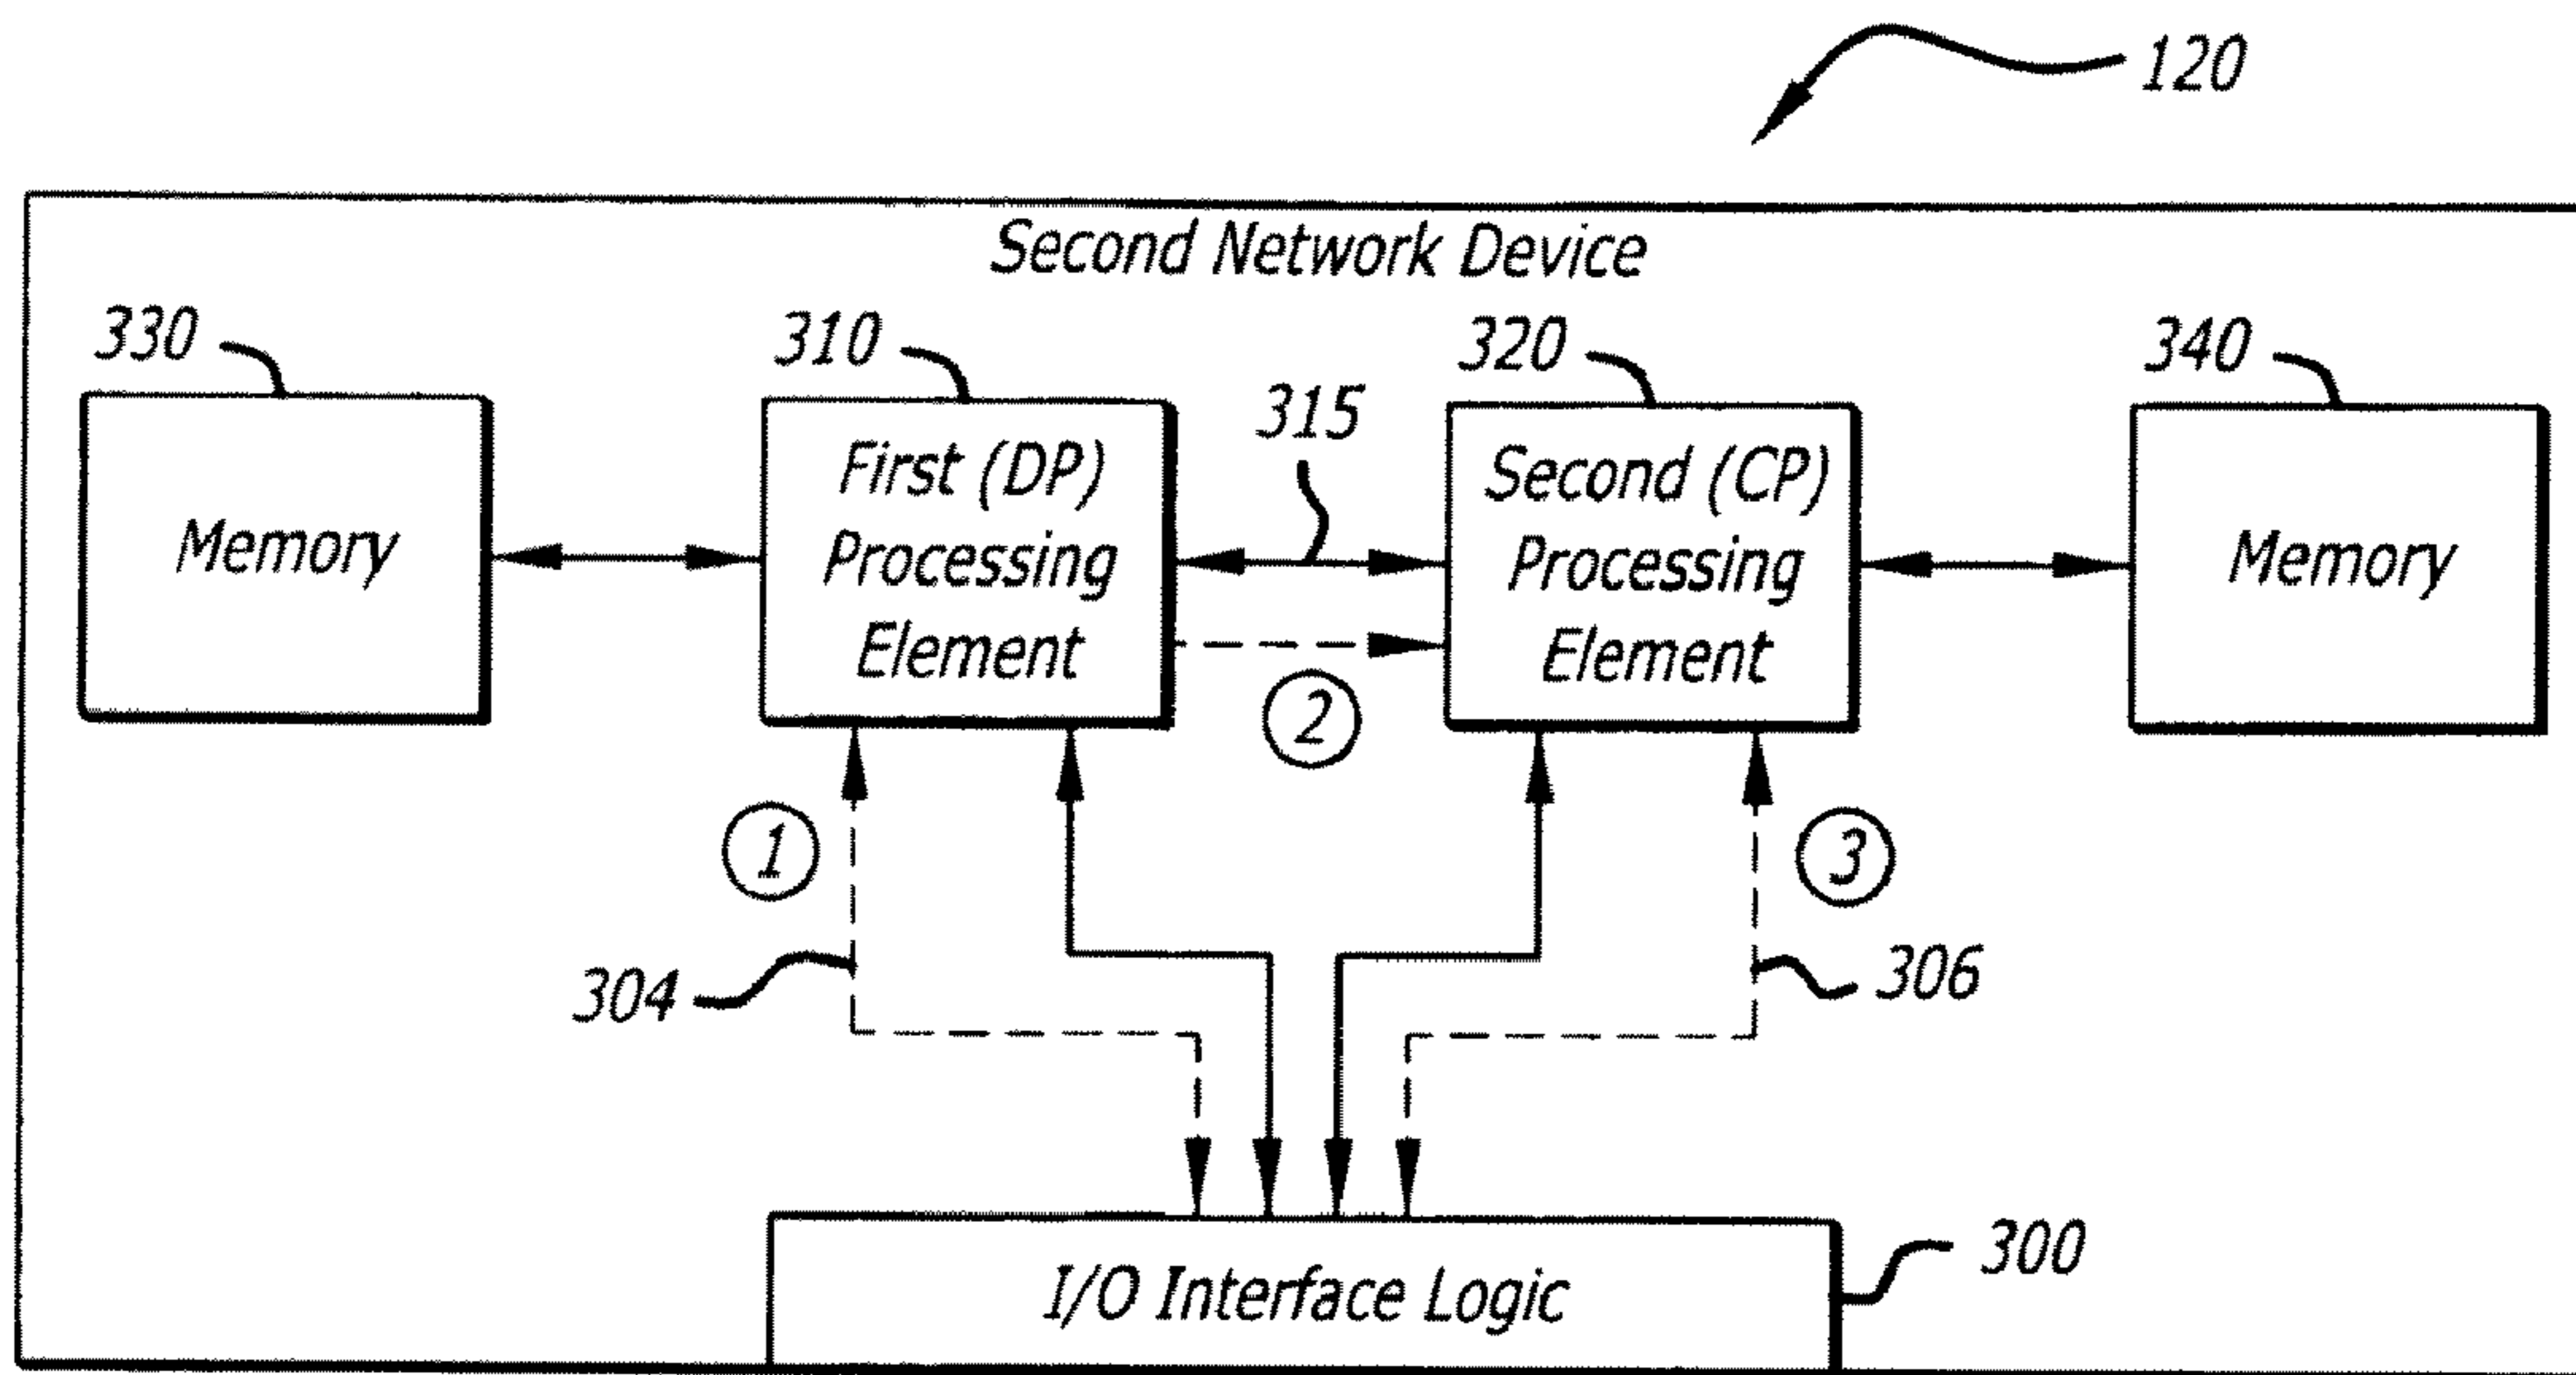 120
Second Network Device
330
310
320
340
315
Memory
First (DP)
Processing
Element
Second (CP)
Processing
Element
Memory
2
1
3
304
306
I/O Interface Logic
300